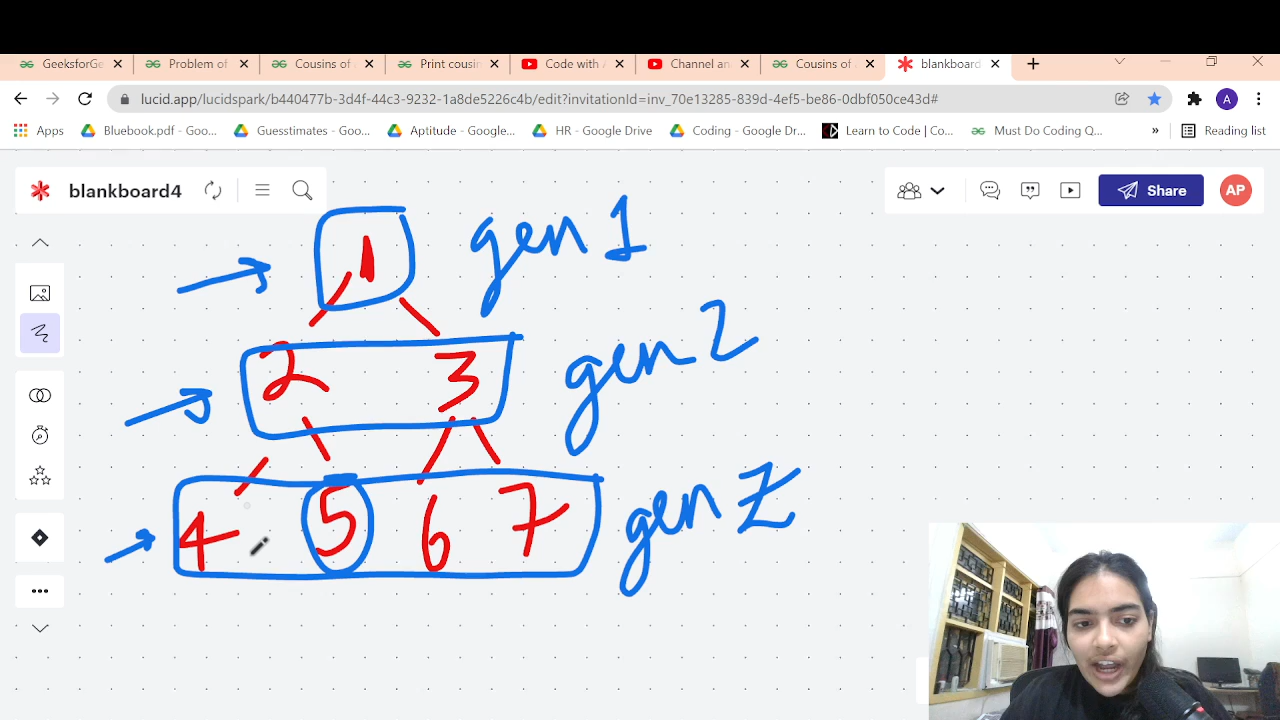 GeeksforGe
Problem of
Cousins of
Print cousin
Code with
Channel an
Cousins of
blankboard
lucid.app/lucidspark/b440477b-3d4f-44c3-9232-1a8de5226c4b/edit?invitationId=inv_70e13285-839d-4ef5-be86-0dbf050ce43d#
A
Apps
Bluebook.pdf - Goo...
Guesstimates - Goo...
Aptitude - Google...
HR - Google Drive
Coding - Google Dr...
Learn to Code | Co...
Must Do Coding Q...
»
Reading list
blankboard4
Share
AP
1 gen 1
2 3 gen 2
4 5 6 7 gen Z